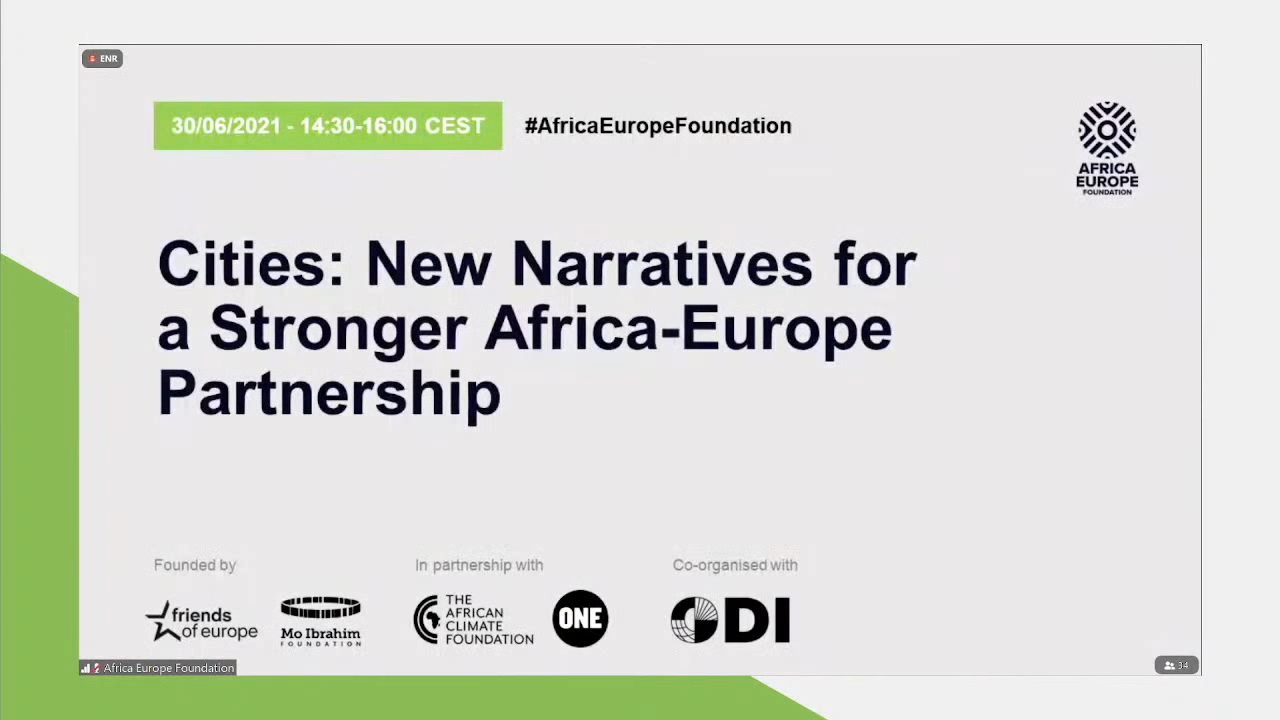 ENR
30/06/2021 - 14:30-16:00 CEST
#AfricaEuropeFoundation
AFRICA
EUROPE
FOUNDATION
Cities: New Narratives for
a Stronger Africa-Europe
Partnership
Founded by
In partnership with
Co-organised with
friends
of europe
Mo Ibrahim
FOUNDATION
THE
AFRICAN
CLIMATE
FOUNDATION
ONE
ODI
Africa Europe Foundation
34